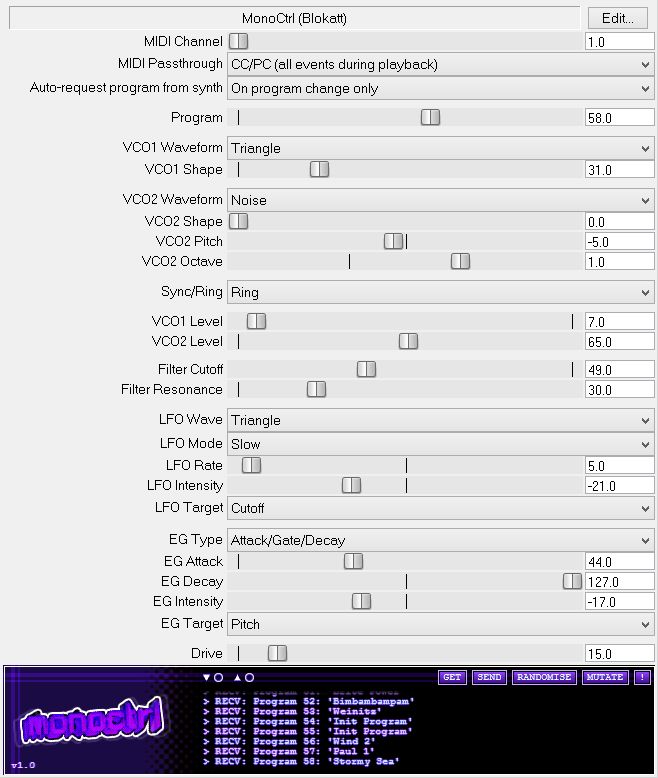 MonoCtrl (Blokatt) Edit...
MIDI Channel 1.0
MIDI Passthrough CC/PC (all events during playback)
Auto-request program from synth On program change only
Program 58.0
VCO1 Waveform Triangle
VCO1 Shape 31.0
VCO2 Waveform Noise
VCO2 Shape 0.0
VCO2 Pitch -5.0
VCO2 Octave 1.0
Sync/Ring Ring
VCO1 Level 7.0
VCO2 Level 65.0
Filter Cutoff 49.0
Filter Resonance 30.0
LFO Wave Triangle
LFO Mode Slow
LFO Rate 5.0
LFO Intensity -21.0
LFO Target Cutoff
EG Type Attack/Gate/Decay
EG Attack 44.0
EG Decay 127.0
EG Intensity -17.0
EG Target Pitch
Drive 15.0
GET SEND RANDOMISE MUTATE !
> RECV: Program 52: 'Bimbambampam'
> RECV: Program 53: 'Weinits'
> RECV: Program 54: 'Init Program'
> RECV: Program 55: 'Init Program'
> RECV: Program 56: 'Wind 2'
> RECV: Program 57: 'Paul 1'
> RECV: Program 58: 'Stormy Sea'
monoctrl
v1.0